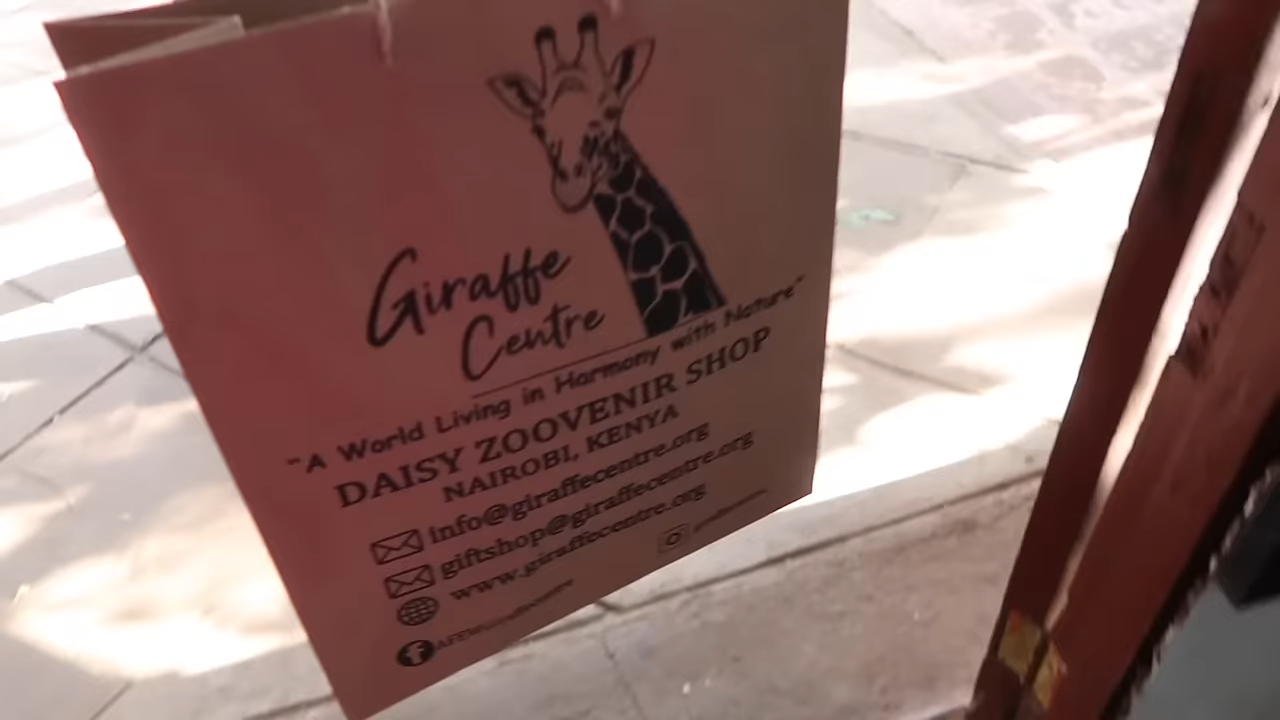 Giraffe
Centre
"A World Living in Harmony with Nature"
DAISY ZOOVENIR SHOP
NAIROBI, KENYA
info@giraffecentre.org
giftshop@giraffecentre.org
www.giraffecentre.org